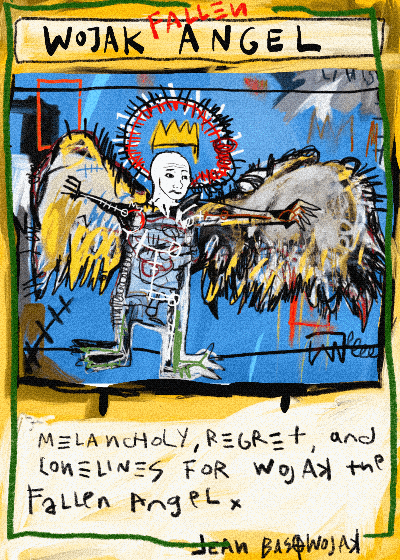 FALLEN
WOJAK ANGEL
MELANCHOLY, REGRET, and
LONELINES FOR WOJAK the
Fallen Angel x
JEAN BASQWOJAK